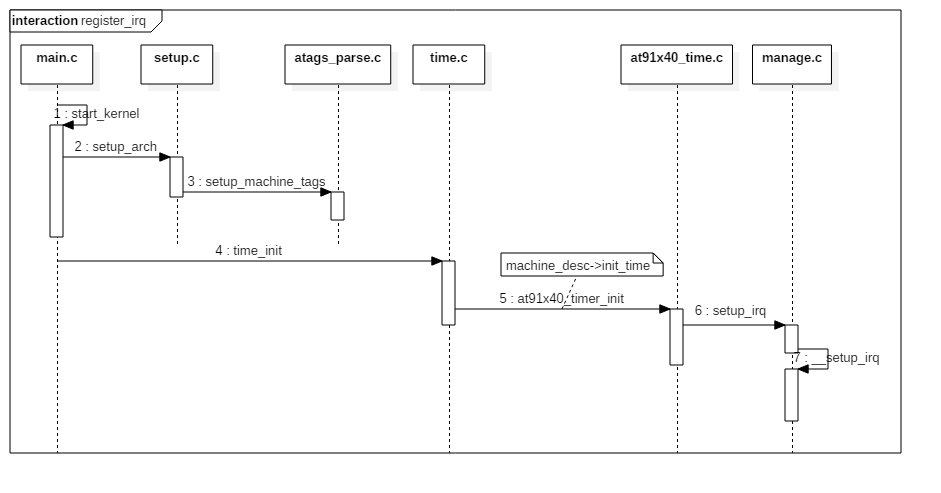 interaction register_irq
main.c
setup.c
atags_parse.c
time.c
at91x40_time.c
manage.c
1 : start_kernel
2 : setup_arch
3 : setup_machine_tags
4 : time_init
machine_desc->init_time
5 : at91x40_timer_init
6 : setup_irq
7 : __setup_irq